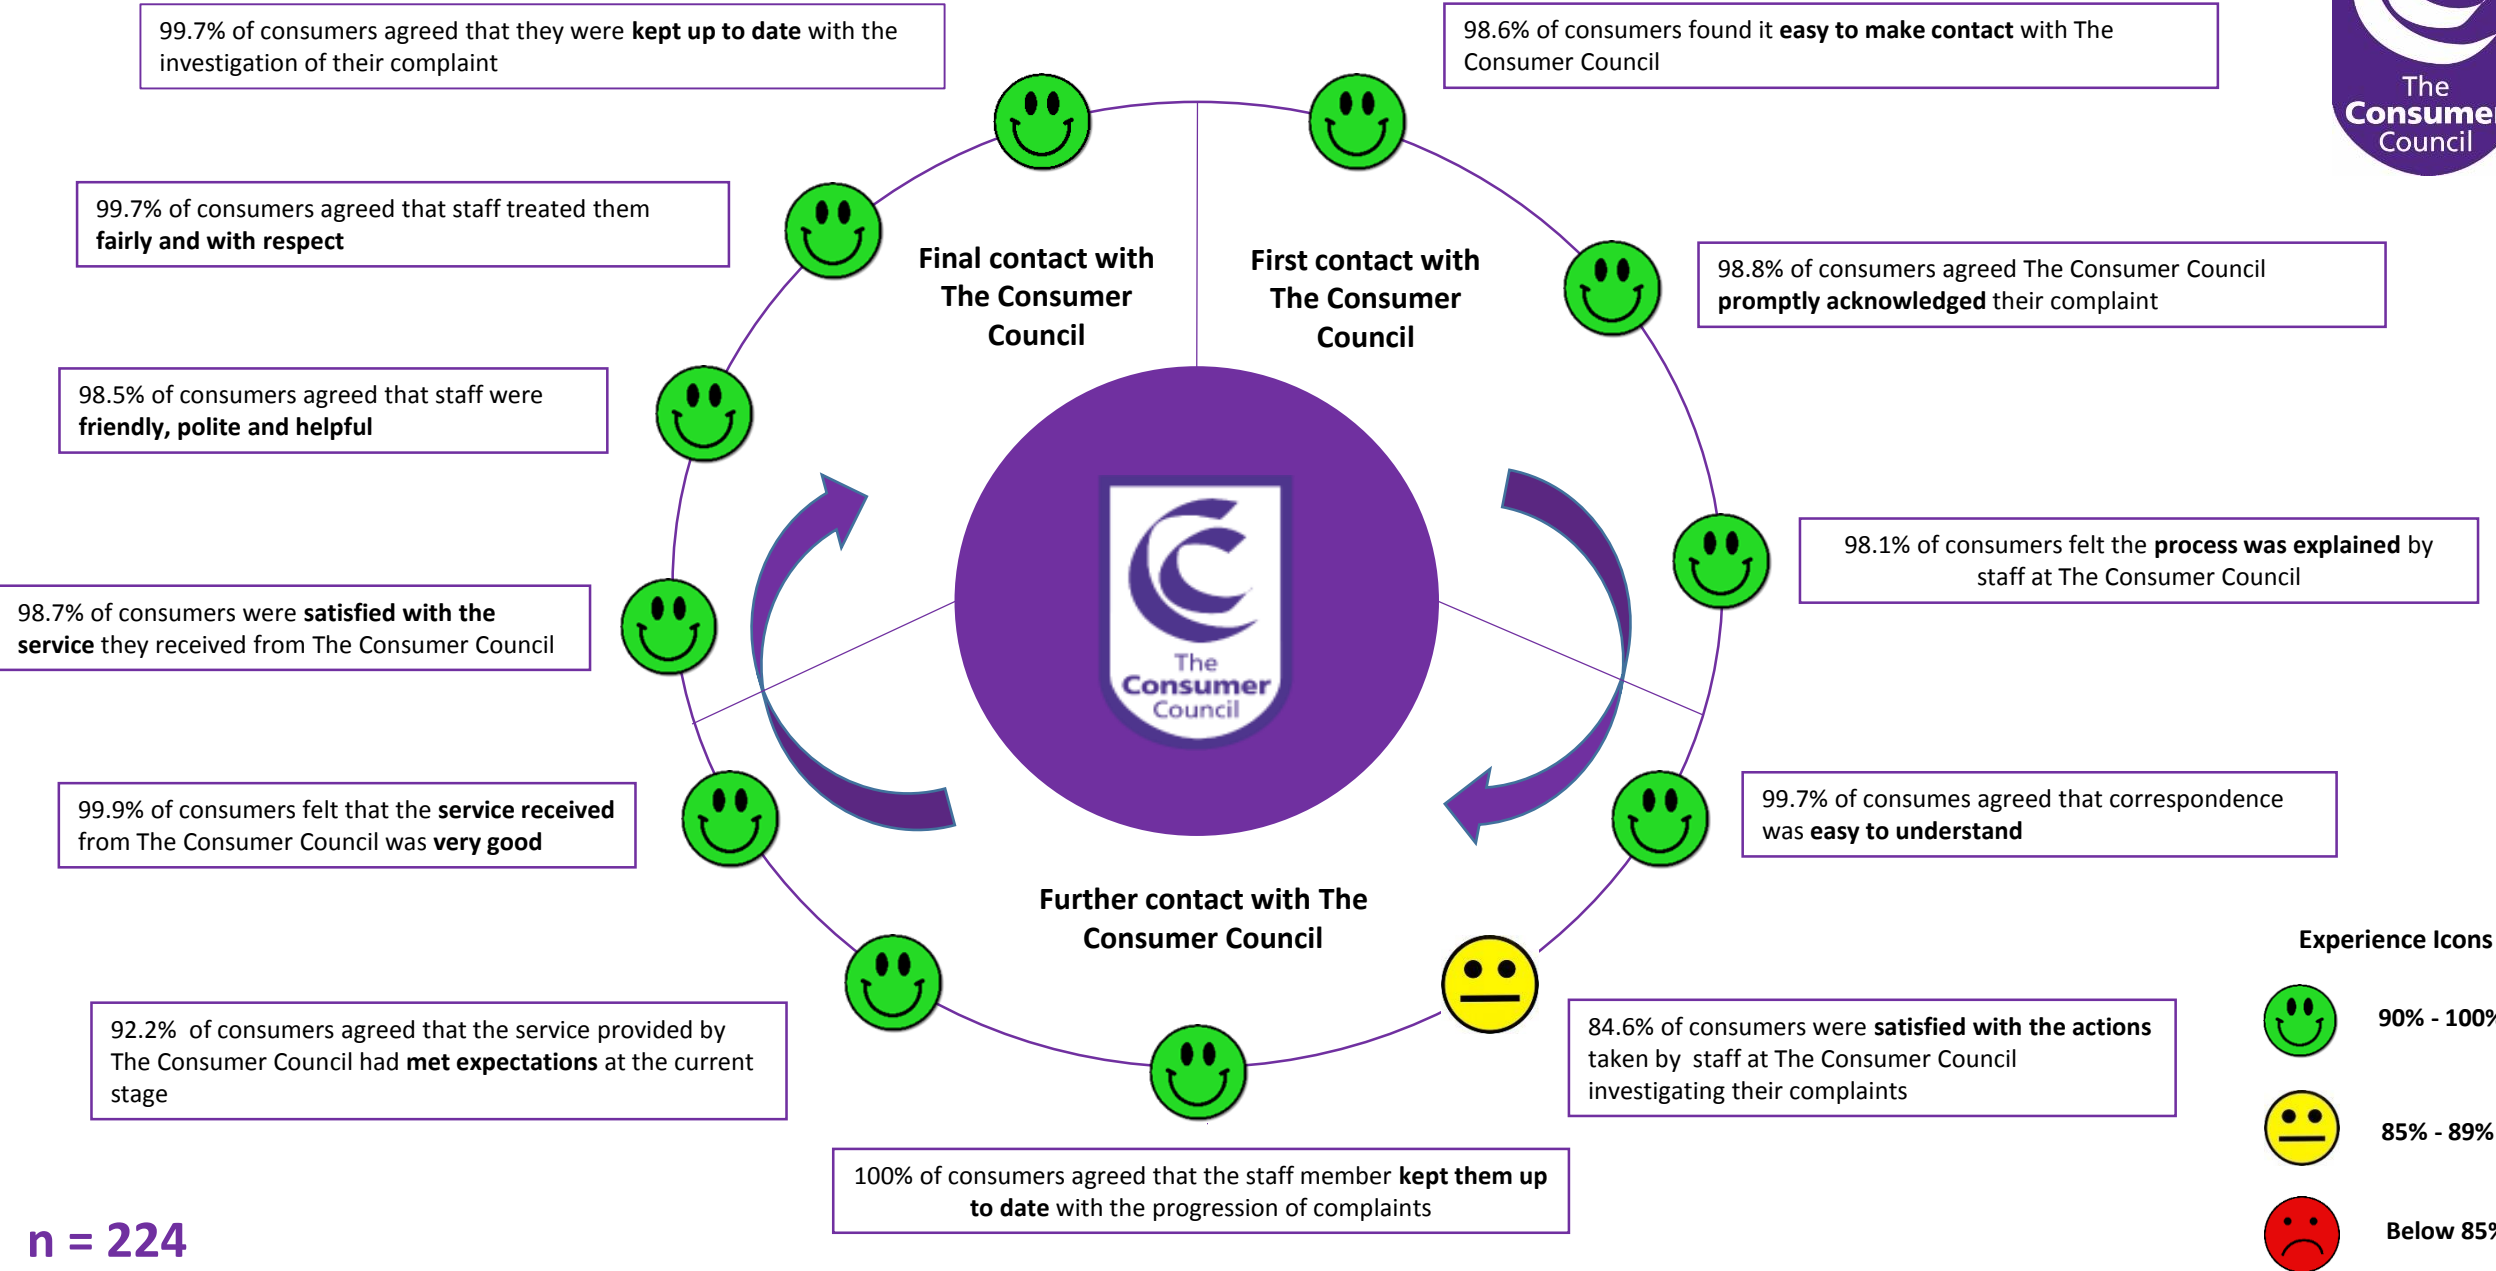 99.7% of consumers agreed that they were kept up to date with the
investigation of their complaint
98.6% of consumers found it easy to make contact with The
Consumer Council
The
Consumer
Council
99.7% of consumers agreed that staff treated them
fairly and with respect
Final contact with
The Consumer
Council
First contact with
The Consumer
Council
98.8% of consumers agreed The Consumer Council
promptly acknowledged their complaint
98.5% of consumers agreed that staff were
friendly, polite and helpful
98.1% of consumers felt the process was explained by
staff at The Consumer Council
98.7% of consumers were satisfied with the
service they received from The Consumer Council
The
Consumer
Council
99.9% of consumers felt that the service received
from The Consumer Council was very good
99.7% of consumes agreed that correspondence
was easy to understand
Further contact with The
Consumer Council
92.2% of consumers agreed that the service provided by
The Consumer Council had met expectations at the current
stage
84.6% of consumers were satisfied with the actions
taken by staff at The Consumer Council
investigating their complaints
100% of consumers agreed that the staff member kept them up
to date with the progression of complaints
Experience Icons
90% - 100%
85% - 89%
Below 85%
n = 224